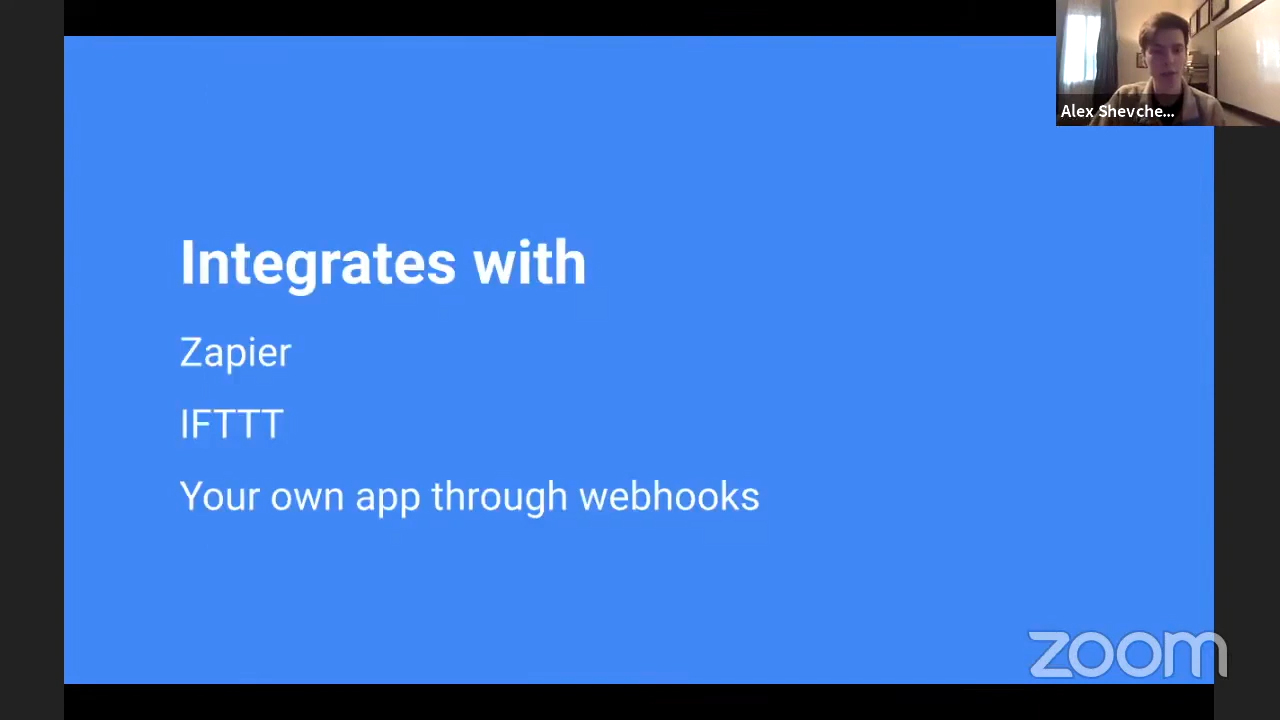 Alex Shevche...
Integrates with
Zapier
IFTTT
Your own app through webhooks
zoom